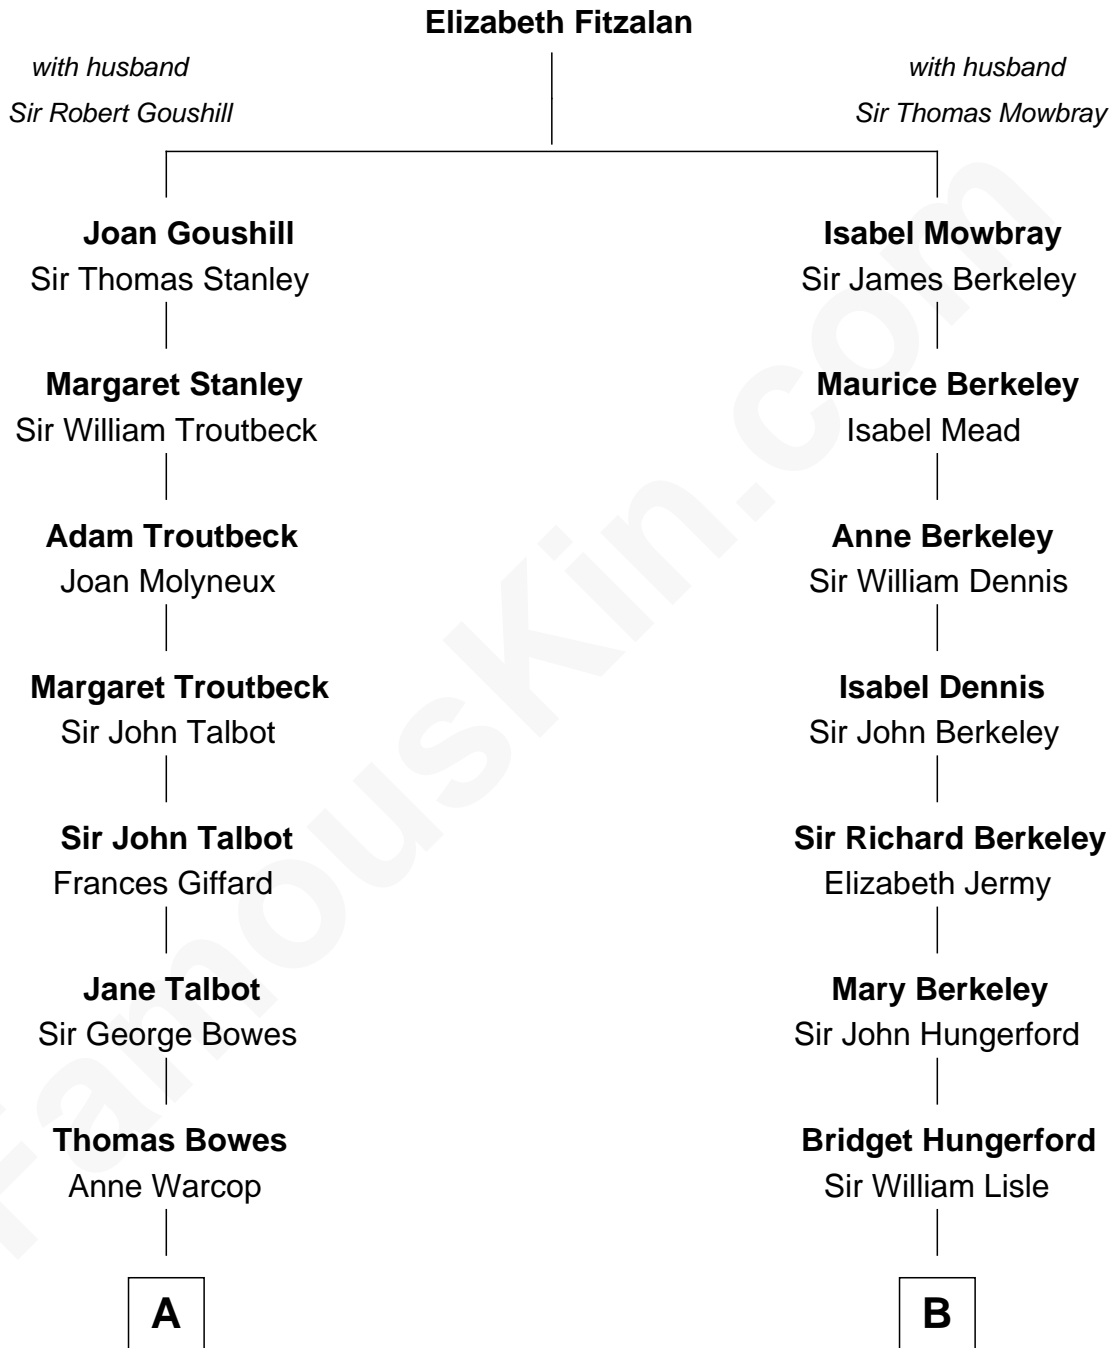 Elizabeth Fitzalan
with husband
Sir Robert Goushill
with husband
Sir Thomas Mowbray
Joan Goushill
Sir Thomas Stanley
Isabel Mowbray
Sir James Berkeley
Margaret Stanley
Sir William Troutbeck
Maurice Berkeley
Isabel Mead
Adam Troutbeck
Joan Molyneux
Anne Berkeley
Sir William Dennis
Margaret Troutbeck
Sir John Talbot
Isabel Dennis
Sir John Berkeley
Sir John Talbot
Frances Giffard
Sir Richard Berkeley
Elizabeth Jermy
Jane Talbot
Sir George Bowes
Mary Berkeley
Sir John Hungerford
Thomas Bowes
Anne Warcop
Bridget Hungerford
Sir William Lisle
A
B
FamousKin.com